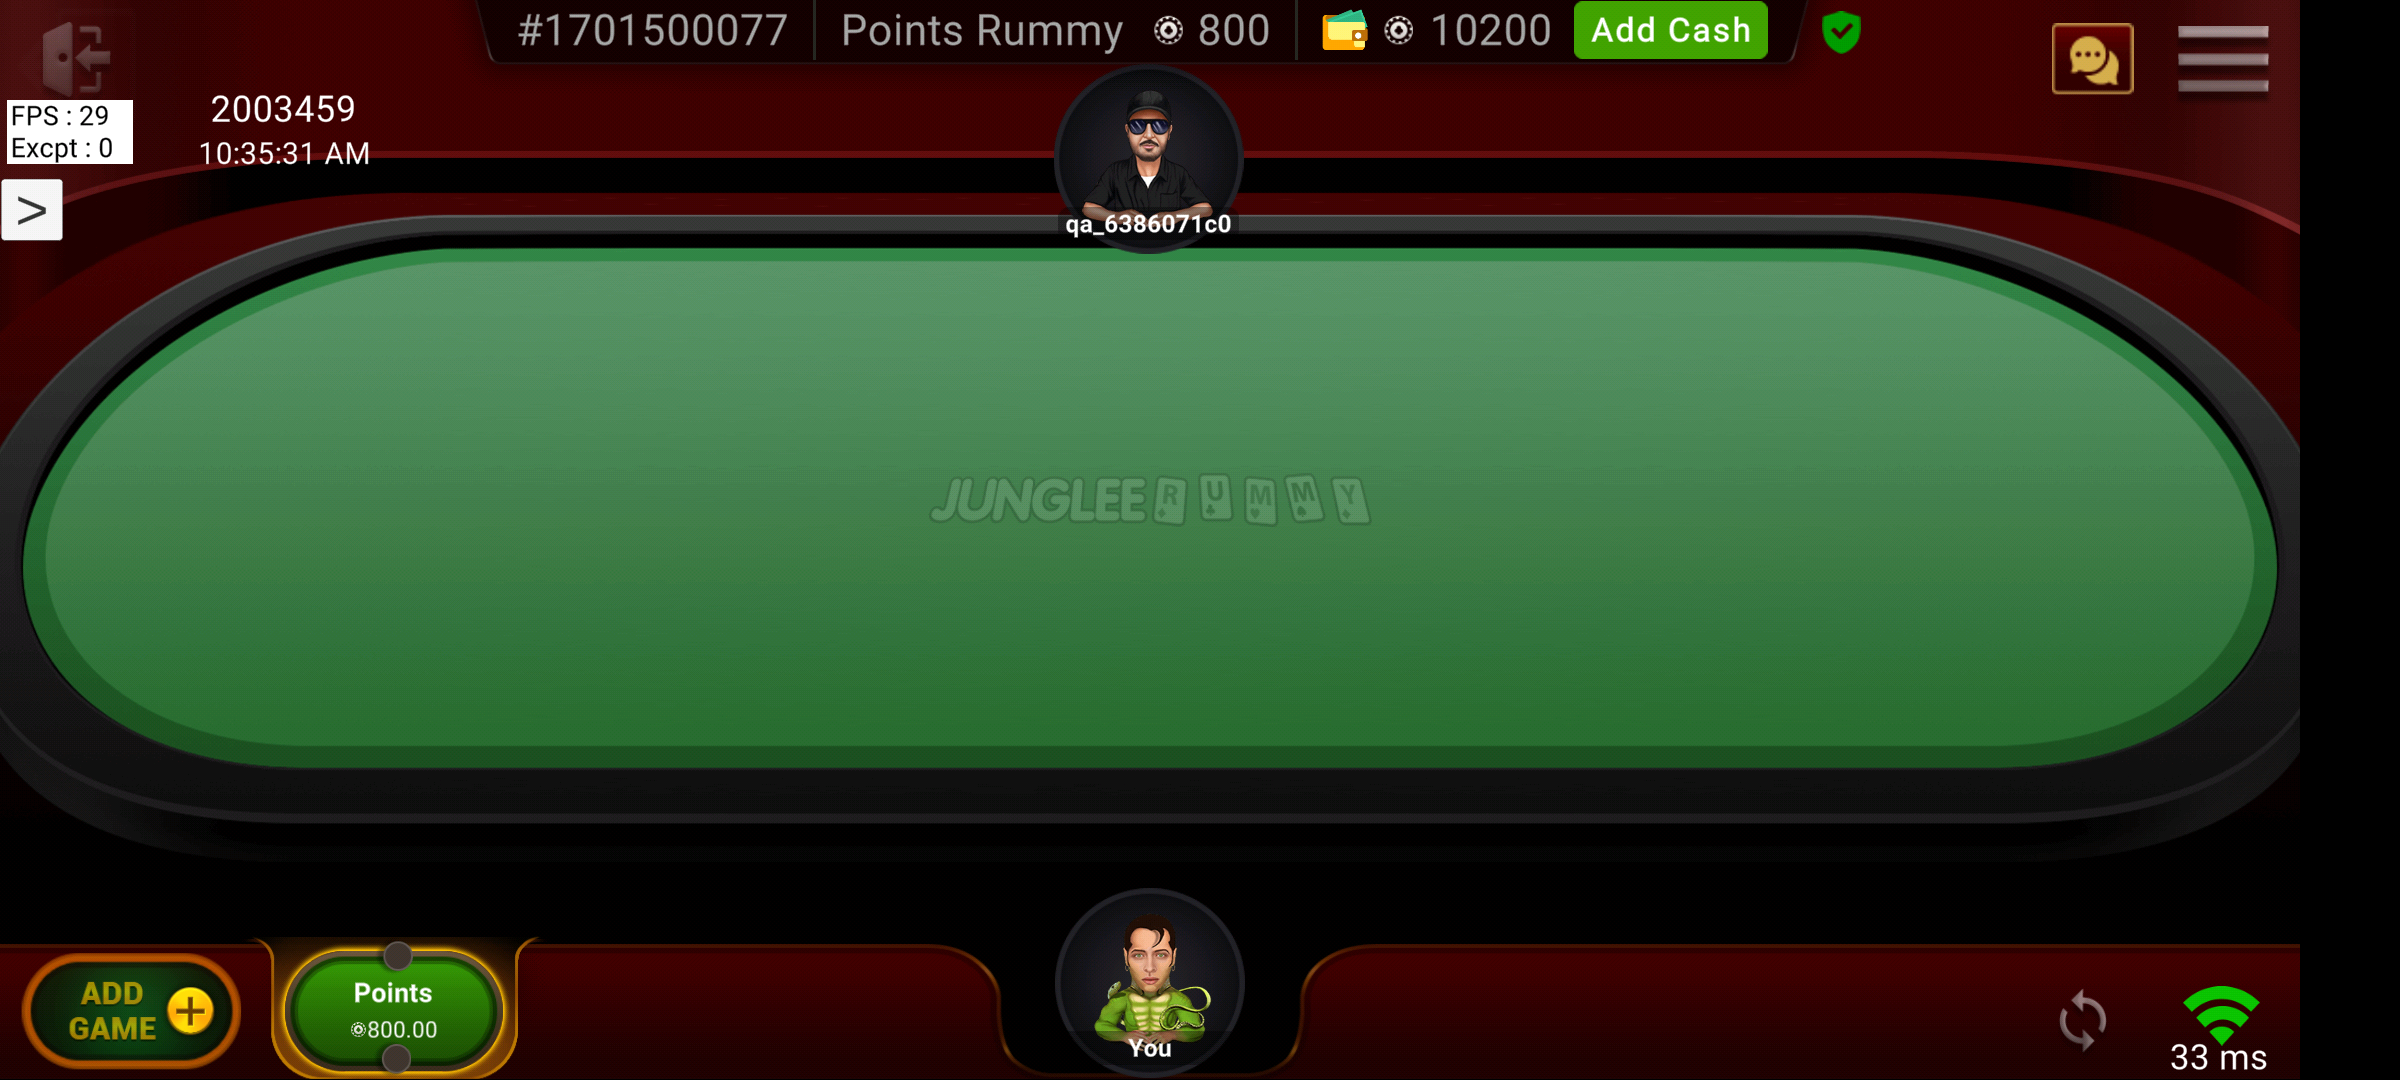 #1701500077
Points Rummy 800
10200
Add Cash
FPS : 29
Excpt : 0
2003459
10:35:31 AM
>
qa_6386071c0
JUNGLEE RUMMY
ADD
GAME +
Points
800.00
You
33 ms